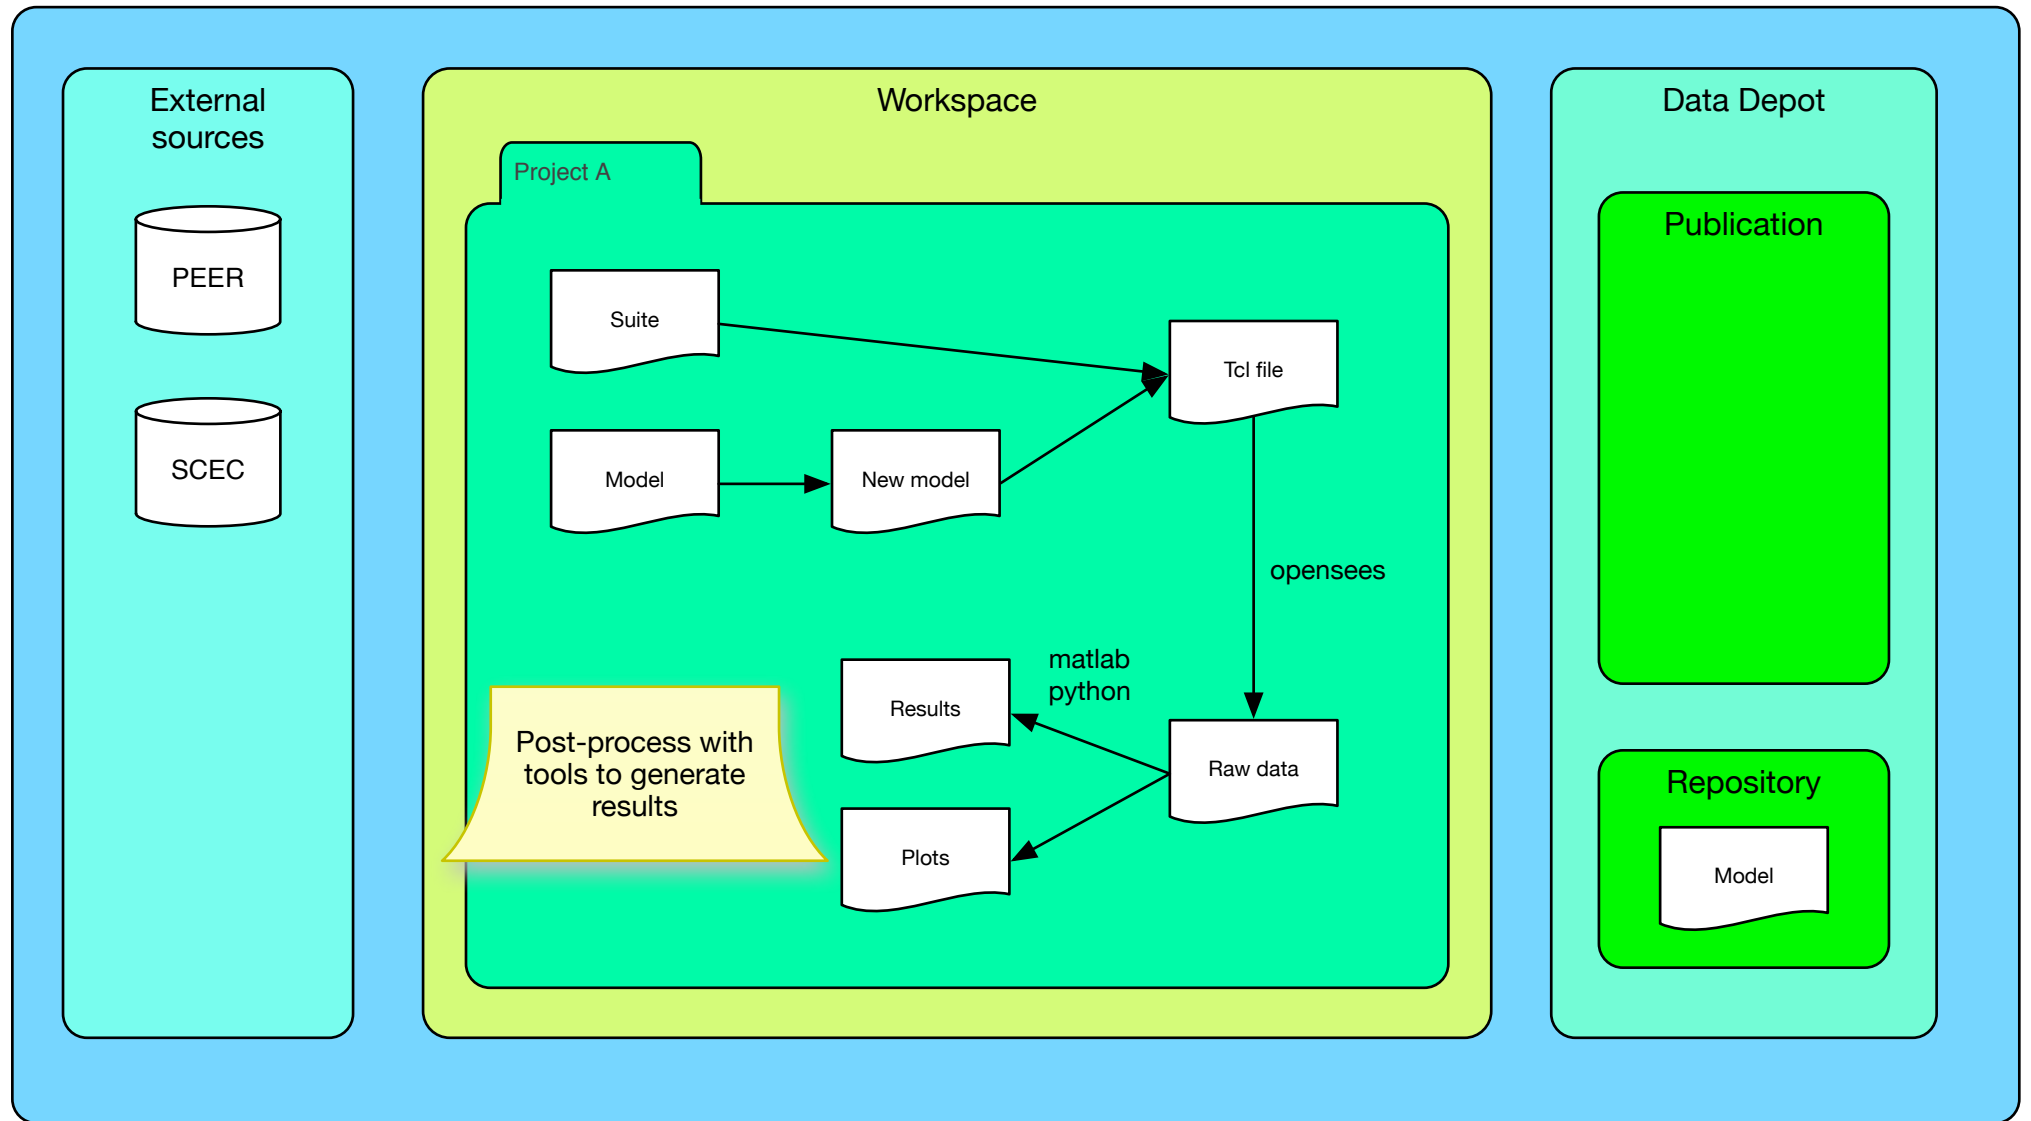 External
sources
PEER
SCEC
Workspace
Project A
Suite
Tcl file
Model
New model
opensees
matlab
python
Results
Raw data
Plots
Post-process with
tools to generate
results
Data Depot
Publication
Repository
Model